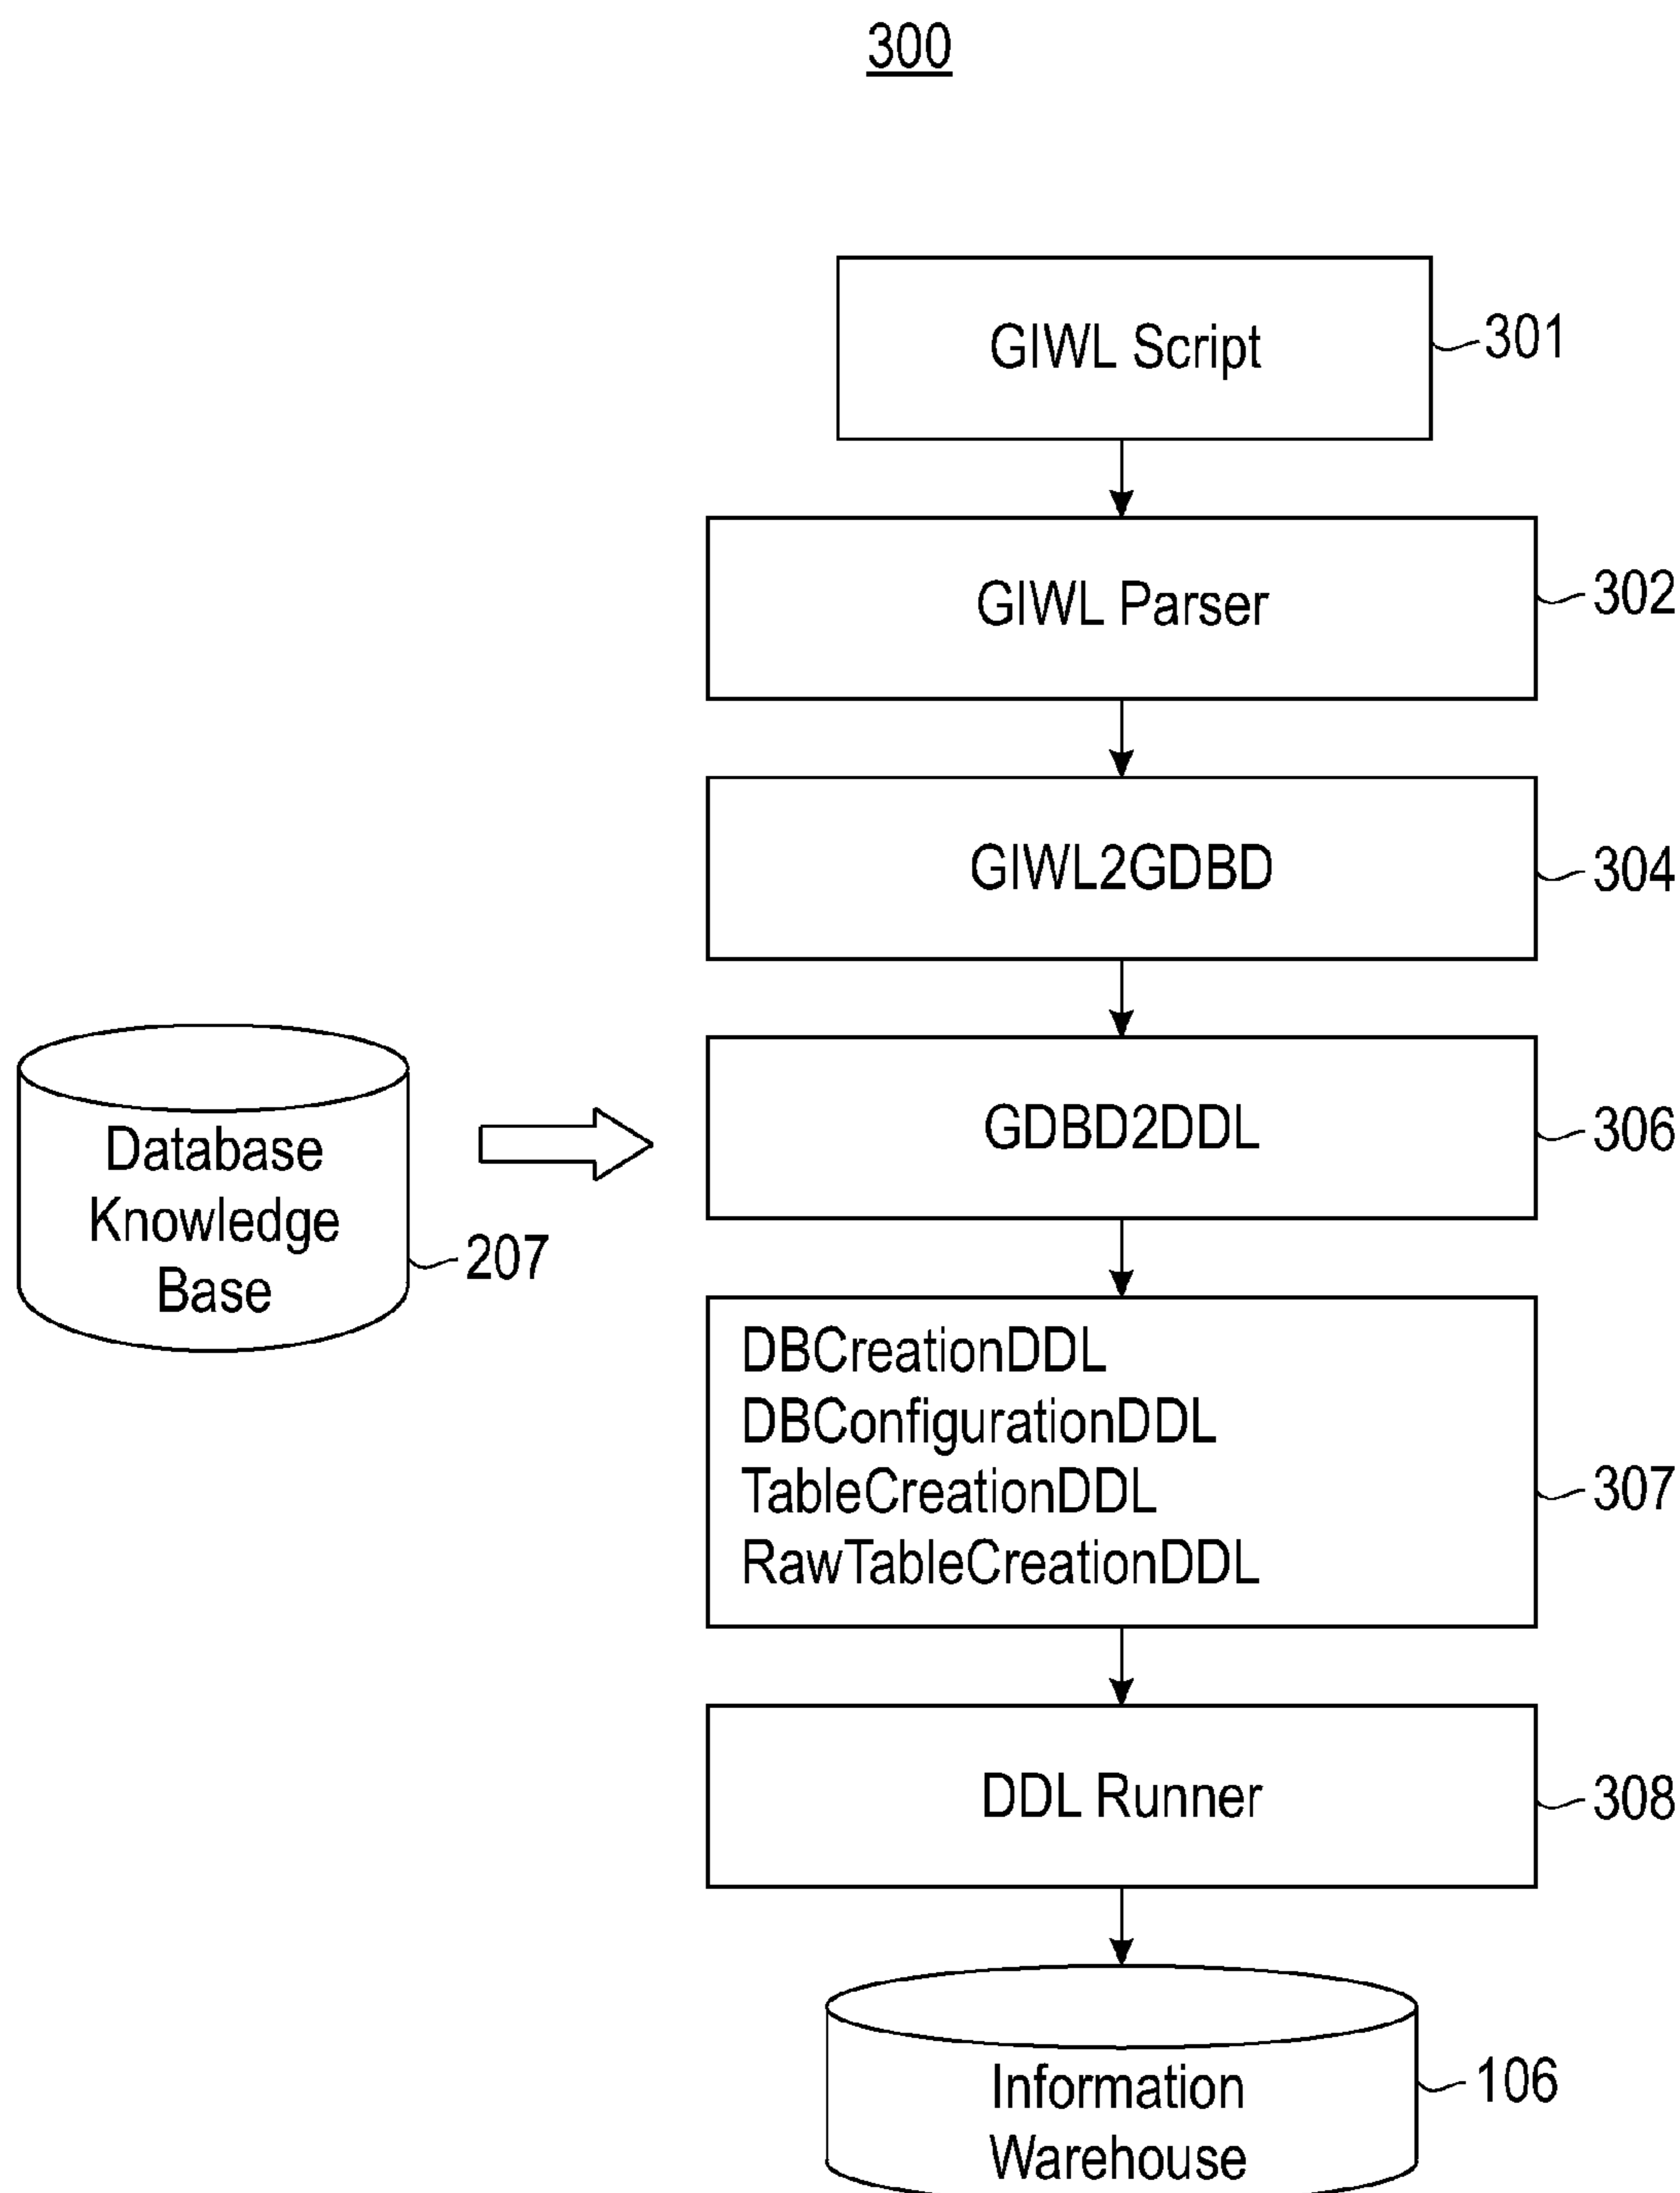 300
GIWL Script
301
GIWL Parser
302
GIWL2GDBD
304
Database
Knowledge
Base
207
GDBD2DDL
306
DBCreationDDL
DBConfigurationDDL
TableCreationDDL
RawTableCreationDDL
307
DDL Runner
308
Information
Warehouse
106